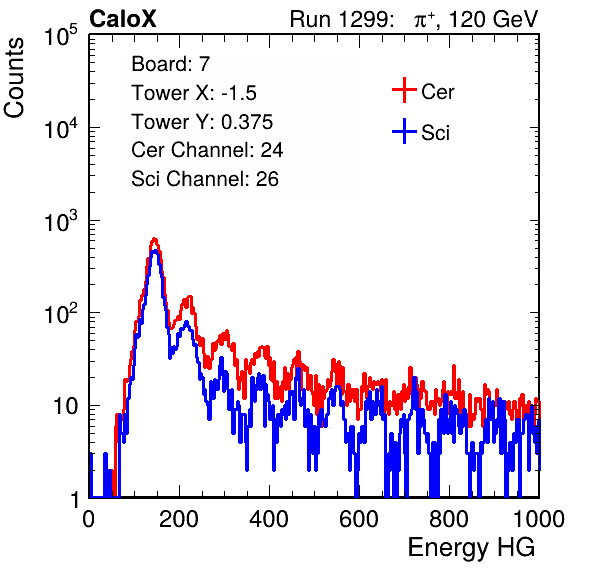 CaloX Run 1299: π⁺, 120 GeV
Counts
10⁵
10⁴
10³
10²
10
1
Board: 7
Tower X: -1.5
Tower Y: 0.375
Cer Channel: 24
Sci Channel: 26
Cer
Sci
0 200 400 600 800 1000
Energy HG